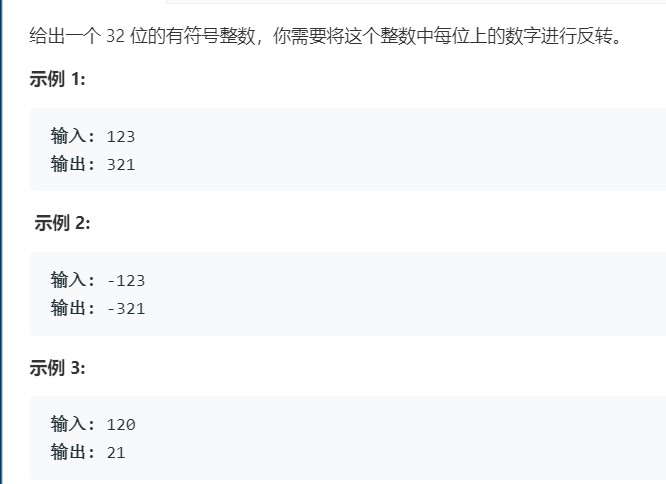 给出一个 32 位的有符号整数，你需要将这个整数中每位上的数字进行反转。
示例 1:
输入: 123
输出: 321
示例 2:
输入: -123
输出: -321
示例 3:
输入: 120
输出: 21